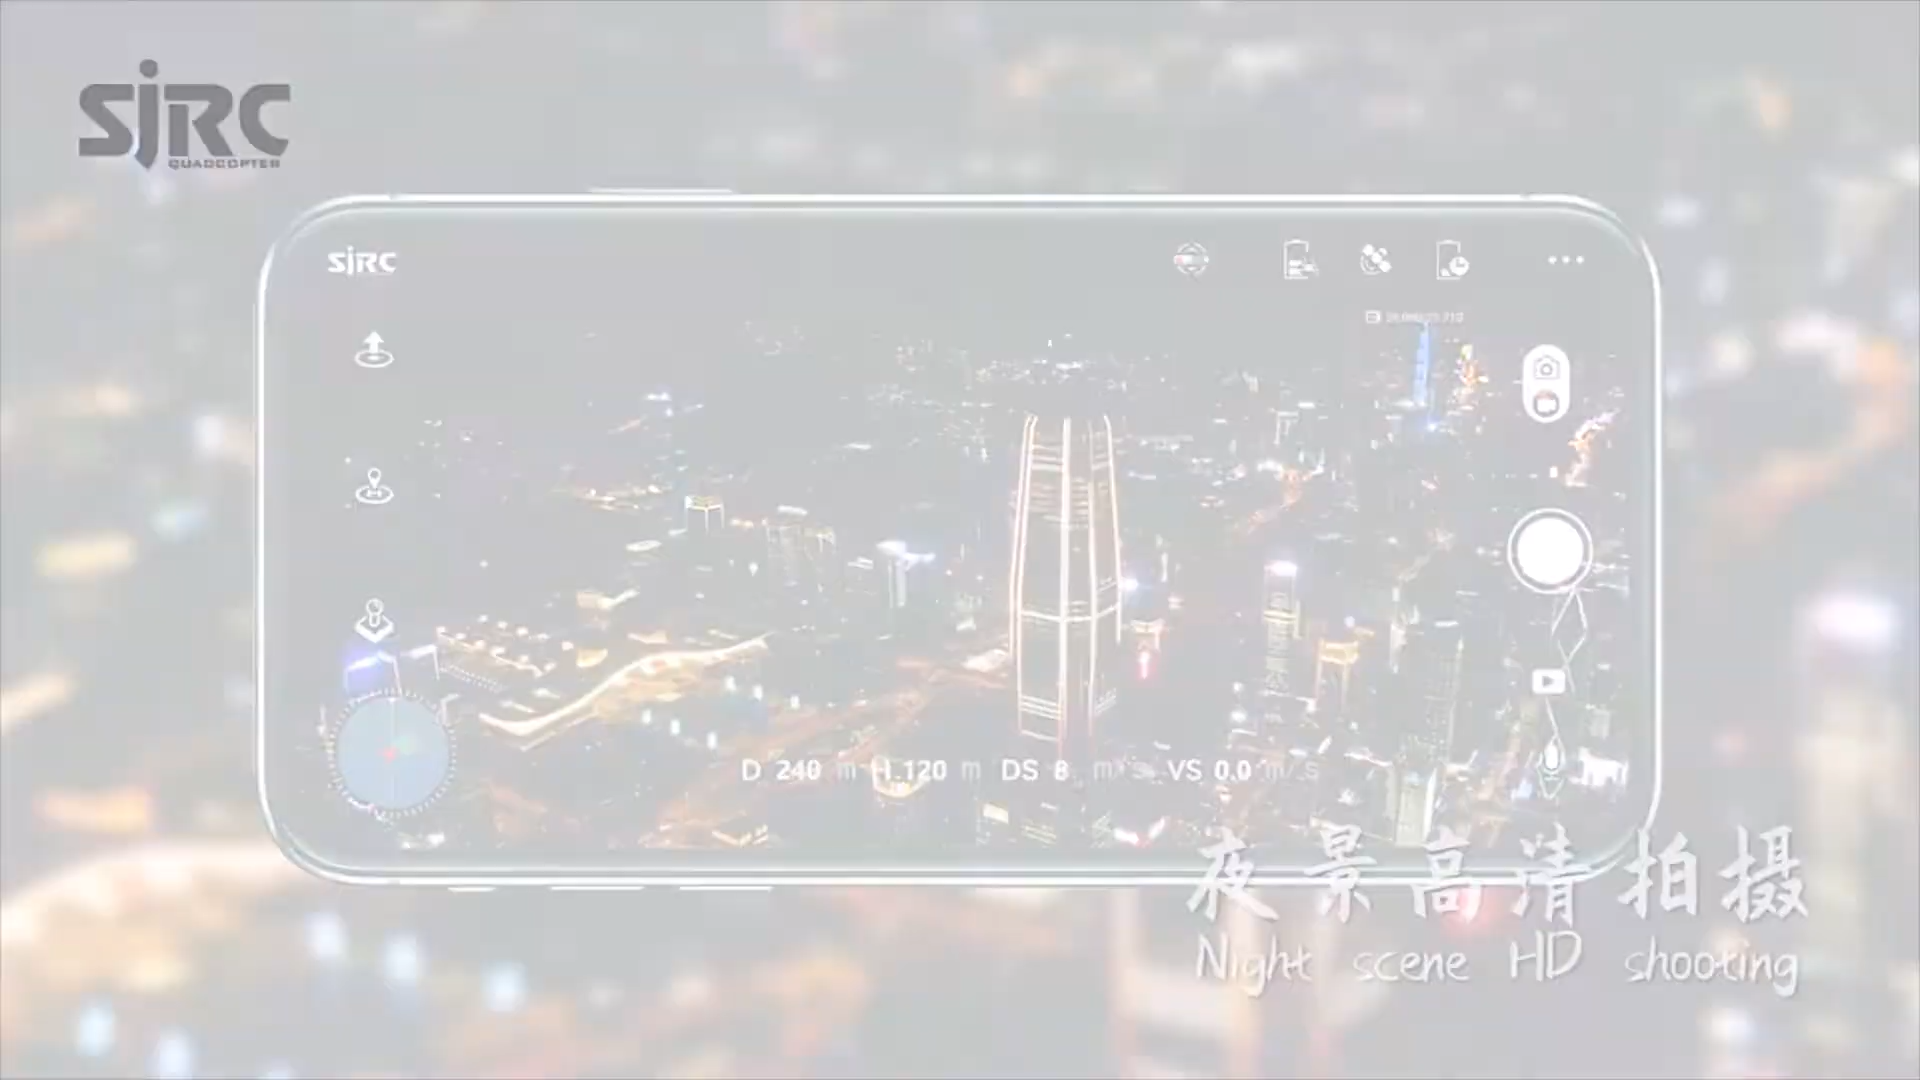 SJRC
QUADCOPTER
SJRC
D 240 m H 120 m DS 8 m/s VS 0.0 m/s
夜景高清拍摄
Night scene HD shooting